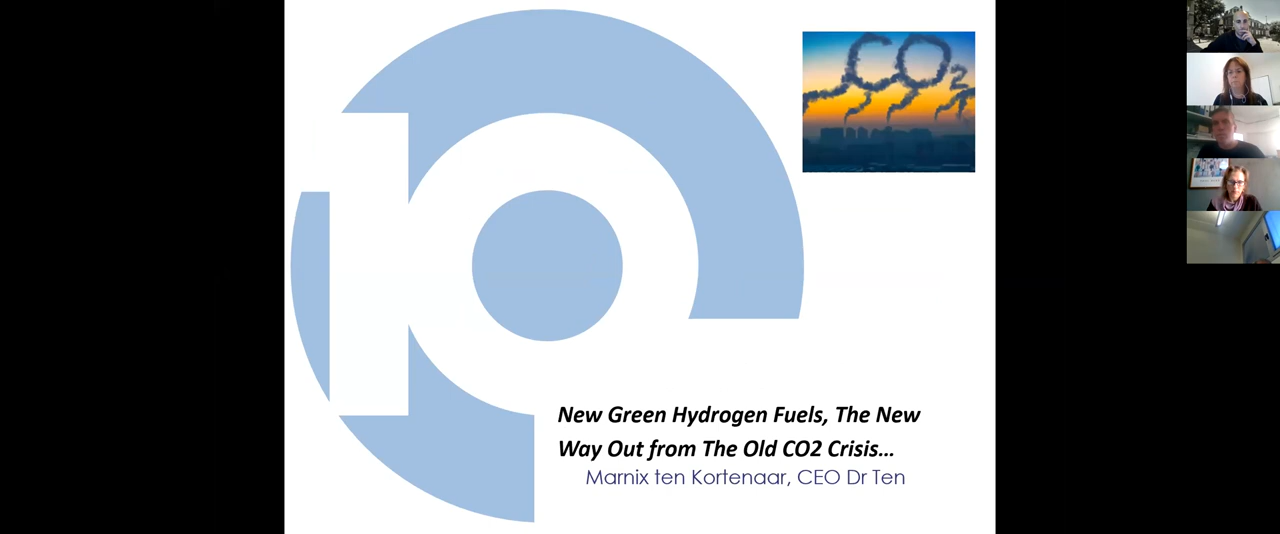 CO2
10
New Green Hydrogen Fuels, The New
Way Out from The Old CO2 Crisis...
Marnix ten Kortenaar, CEO Dr Ten